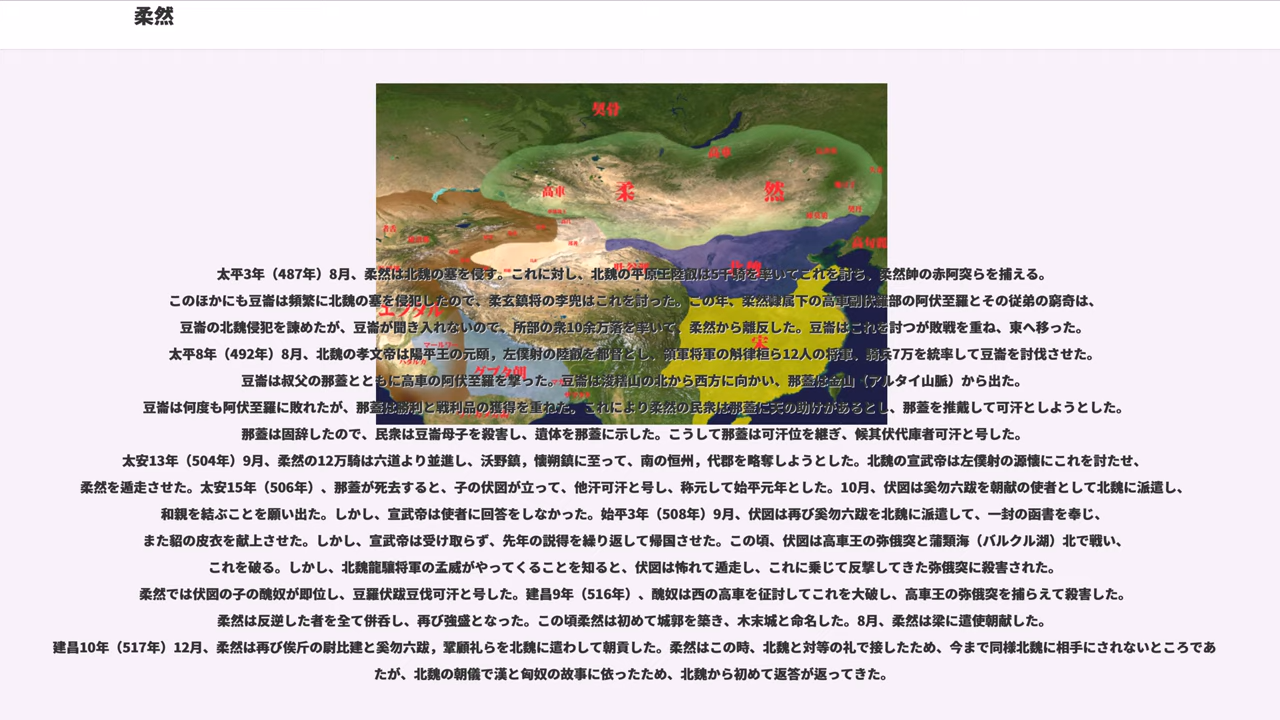 柔然
契骨
高車
高車
柔
然
高句麗
エフタル
マールワー
グプタ朝
宋
太平3年（487年）8月、柔然は北魏の塞を侵す。これに対し、北魏の平原王陸叡は5千騎を率いてこれを討ち、柔然帥の赤阿突らを捕える。
このほかにも豆崙は頻繁に北魏の塞を侵犯したので、柔玄鎮将の李兜はこれを討った。この年、柔然隷属下の高車副伏羅部の阿伏至羅とその従弟の窮奇は、
豆崙の北魏侵犯を諫めたが、豆崙が聞き入れないので、所部の衆10余万落を率いて、柔然から離反した。豆崙はこれを討つが敗戦を重ね、東へ移った。
太平8年（492年）8月、北魏の孝文帝は陽平王の元頤，左僕射の陸叡を都督とし、領軍将軍の斛律桓ら12人の将軍，騎兵7万を統率して豆崙を討伐させた。
豆崙は叔父の那蓋とともに高車の阿伏至羅を撃った。豆崙は浚稽山の北から西方に向かい、那蓋は金山（アルタイ山脈）から出た。
豆崙は何度も阿伏至羅に敗れたが、那蓋は勝利と戦利品の獲得を重ねた。これにより柔然の民衆は那蓋に天の助けがあるとし、那蓋を推戴して可汗としようとした。
那蓋は固辞したので、民衆は豆崙母子を殺害し、遺体を那蓋に示した。こうして那蓋は可汗位を継ぎ、候其伏代庫者可汗と号した。
太安13年（504年）9月、柔然の12万騎は六道より並進し、沃野鎮，懐朔鎮に至って、南の恒州，代郡を略奪しようとした。北魏の宣武帝は左僕射の源懐にこれを討たせ、
柔然を遁走させた。太安15年（506年）、那蓋が死去すると、子の伏図が立って、他汗可汗と号し、称元して始平元年とした。10月、伏図は奚勿六跋を朝献の使者として北魏に派遣し、
和親を結ぶことを願い出た。しかし、宣武帝は使者に回答をしなかった。始平3年（508年）9月、伏図は再び奚勿六跋を北魏に派遣して、一封の函書を奉じ、
また貂の皮衣を献上させた。しかし、宣武帝は受け取らず、先年の説得を繰り返して帰国させた。この頃、伏図は高車王の弥俄突と蒲類海（バルクル湖）北で戦い、
これを破る。しかし、北魏龍驤将軍の孟威がやってくることを知ると、伏図は怖れて遁走し、これに乗じて反撃してきた弥俄突に殺害された。
柔然では伏図の子の醜奴が即位し、豆羅伏跋豆伐可汗と号した。建昌9年（516年）、醜奴は西の高車を征討してこれを大破し、高車王の弥俄突を捕らえて殺害した。
柔然は反逆した者を全て併呑し、再び強盛となった。この頃柔然は初めて城郭を築き、木末城と命名した。8月、柔然は梁に遣使朝献した。
建昌10年（517年）12月、柔然は再び俟斤の尉比建と奚勿六跋，鞏顧礼らを北魏に遣わして朝貢した。柔然はこの時、北魏と対等の礼で接したため、今まで同様北魏に相手にされないところであ
たが、北魏の朝儀で漢と匈奴の故事に依ったため、北魏から初めて返答が返ってきた。